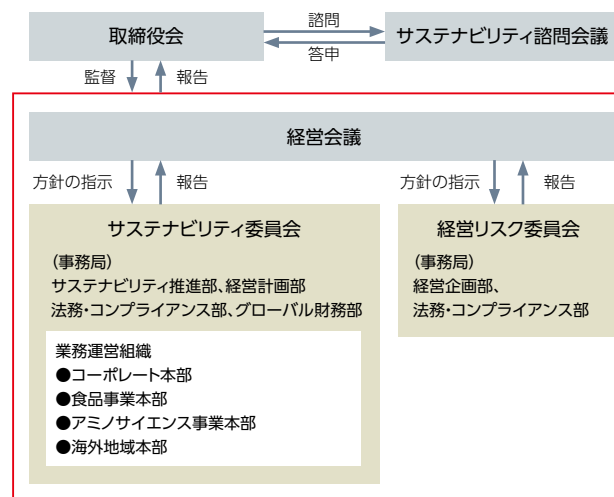 取締役会
諮問
答申
サステナビリティ諮問会議
監督
報告
経営会議
方針の指示
報告
方針の指示
報告
サステナビリティ委員会
(事務局)
サステナビリティ推進部、経営計画部
法務・コンプライアンス部、グローバル財務部
業務運営組織
●コーポレート本部
●食品事業本部
●アミノサイエンス事業本部
●海外地域本部
経営リスク委員会
(事務局)
経営企画部、
法務・コンプライアンス部